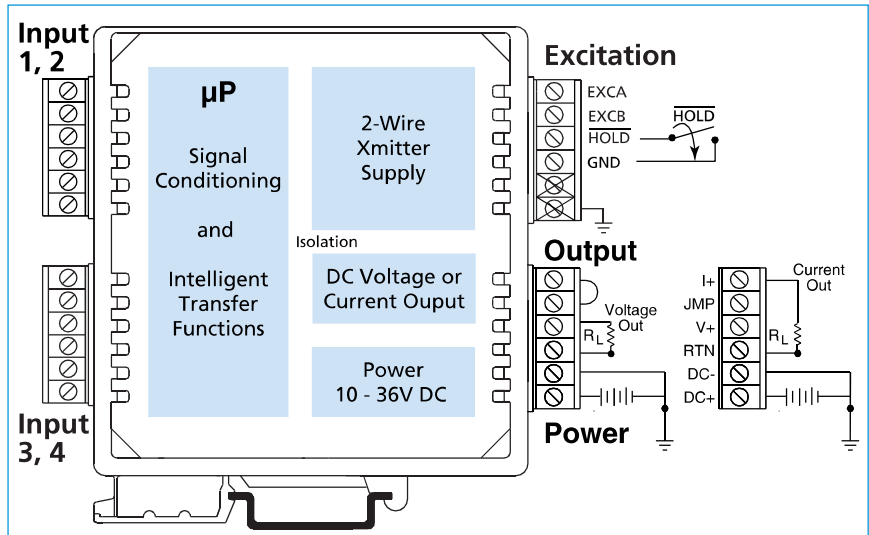 Input
1, 2
µP
Signal
Conditioning
and
Intelligent
Transfer
Functions
2-Wire
Xmitter
Supply
Isolation
DC Voltage or
Current Ouput
Power
10 - 36V DC
Input
3, 4
Excitation
EXCA
EXCB
HOLD
GND
HOLD
Output
Voltage
Out
RL
Power
I+
JMP
V+
RTN
DC-
DC+
Current
Out
RL